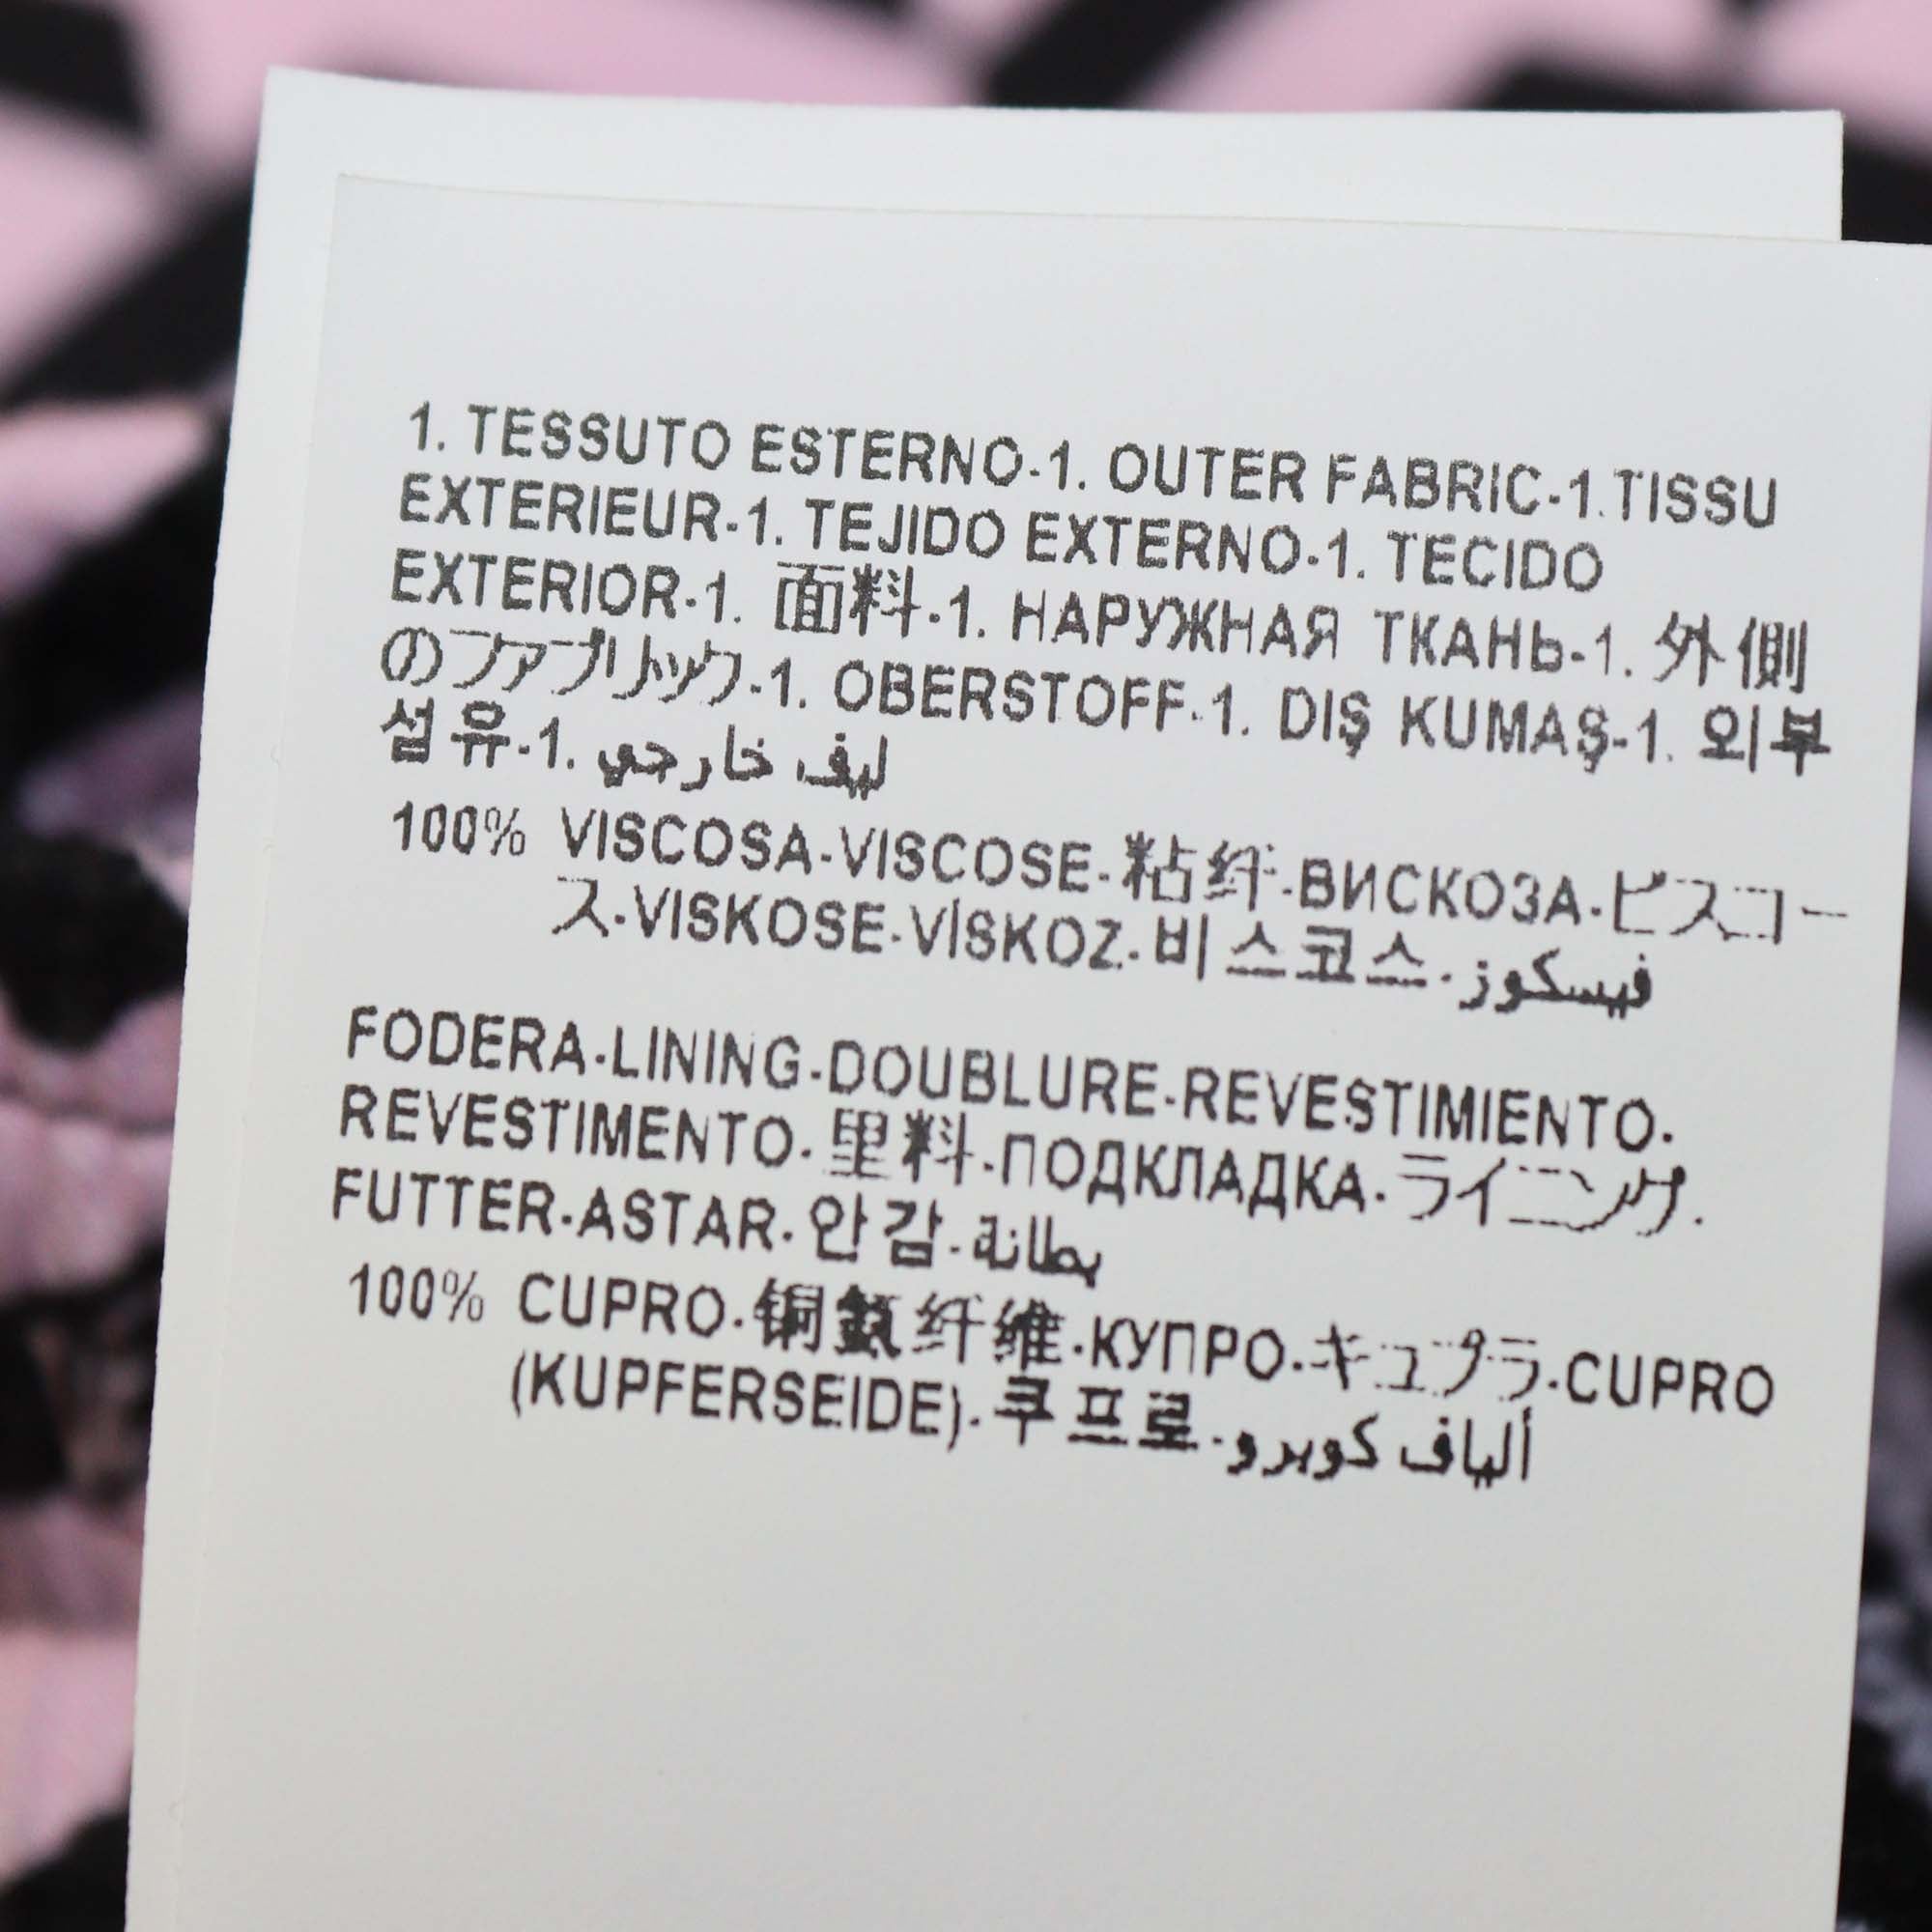 1. TESSUTO ESTERNO-1. OUTER FABRIC-1.TISSU
EXTERIEUR-1. TEJIDO EXTERNO-1. TECIDO
EXTERIOR-1. 面料-1. НАРУЖНАЯ ТКАНЬ-1. 外側
のファブリック-1. OBERSTOFF-1. DIŞ KUMAŞ-1. 외부
섬유-1. ليف خارجي
100% VISCOSA-VISCOSE-粘纤-ВИСКОЗА-ビスコー
ス-VISKOSE-VİSKOZ-비스코스-فيسكوز
FODERA-LINING-DOUBLURE-REVESTIMIENTO-
REVESTIMENTO-里料-ПОДКЛАДКА-ライニング-
FUTTER-ASTAR-안감-بطانة
100% CUPRO-铜氨纤维-КУПРО-キュプラ-CUPRO
(KUPFERSEIDE)-쿠프로-ألياف كوبرو